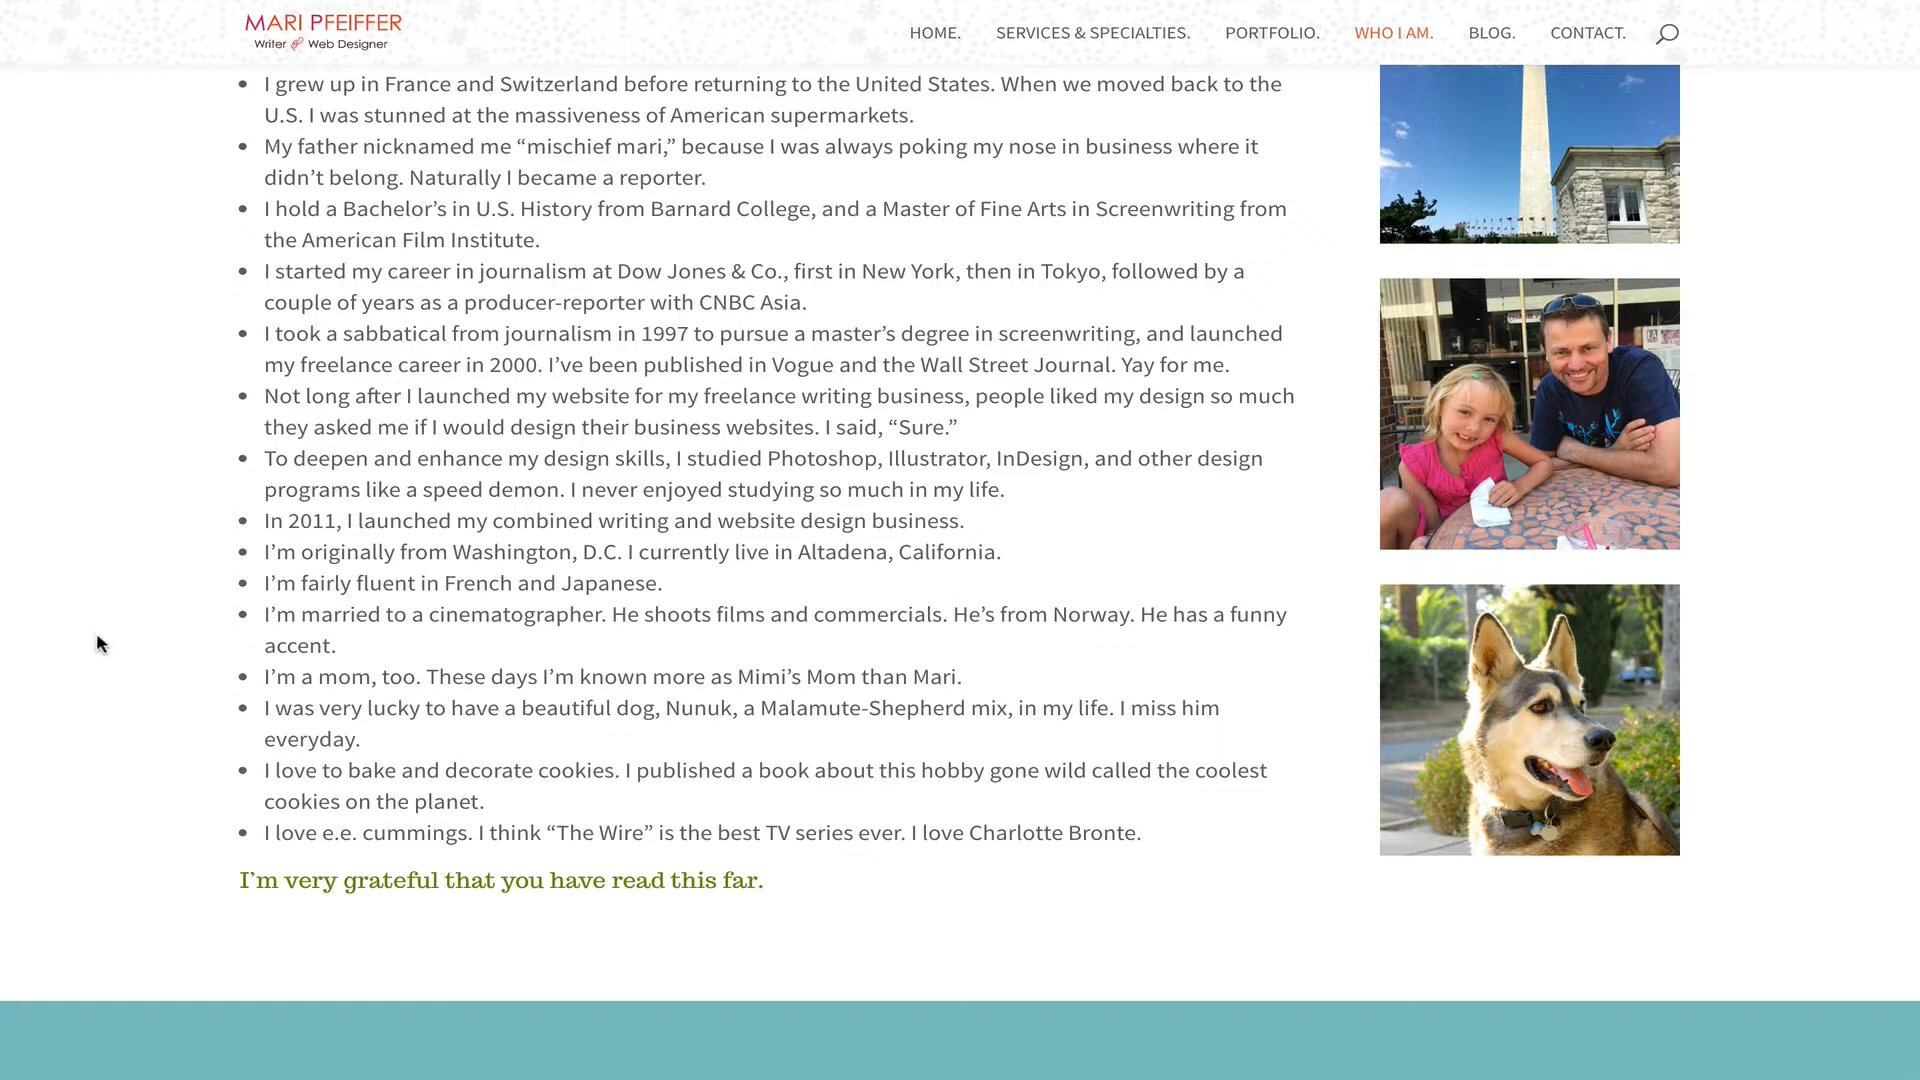 MARI PFEIFFER
Writer Web Designer
HOME. SERVICES & SPECIALTIES. PORTFOLIO. WHO I AM. BLOG. CONTACT.
• I grew up in France and Switzerland before returning to the United States. When we moved back to the
U.S. I was stunned at the massiveness of American supermarkets.
• My father nicknamed me “mischief mari,” because I was always poking my nose in business where it
didn’t belong. Naturally I became a reporter.
• I hold a Bachelor’s in U.S. History from Barnard College, and a Master of Fine Arts in Screenwriting from
the American Film Institute.
• I started my career in journalism at Dow Jones & Co., first in New York, then in Tokyo, followed by a
couple of years as a producer-reporter with CNBC Asia.
• I took a sabbatical from journalism in 1997 to pursue a master’s degree in screenwriting, and launched
my freelance career in 2000. I’ve been published in Vogue and the Wall Street Journal. Yay for me.
• Not long after I launched my website for my freelance writing business, people liked my design so much
they asked me if I would design their business websites. I said, “Sure.”
• To deepen and enhance my design skills, I studied Photoshop, Illustrator, InDesign, and other design
programs like a speed demon. I never enjoyed studying so much in my life.
• In 2011, I launched my combined writing and website design business.
• I’m originally from Washington, D.C. I currently live in Altadena, California.
• I’m fairly fluent in French and Japanese.
• I’m married to a cinematographer. He shoots films and commercials. He’s from Norway. He has a funny
accent.
• I’m a mom, too. These days I’m known more as Mimi’s Mom than Mari.
• I was very lucky to have a beautiful dog, Nunuk, a Malamute-Shepherd mix, in my life. I miss him
everyday.
• I love to bake and decorate cookies. I published a book about this hobby gone wild called the coolest
cookies on the planet.
• I love e.e. cummings. I think “The Wire” is the best TV series ever. I love Charlotte Bronte.
I’m very grateful that you have read this far.